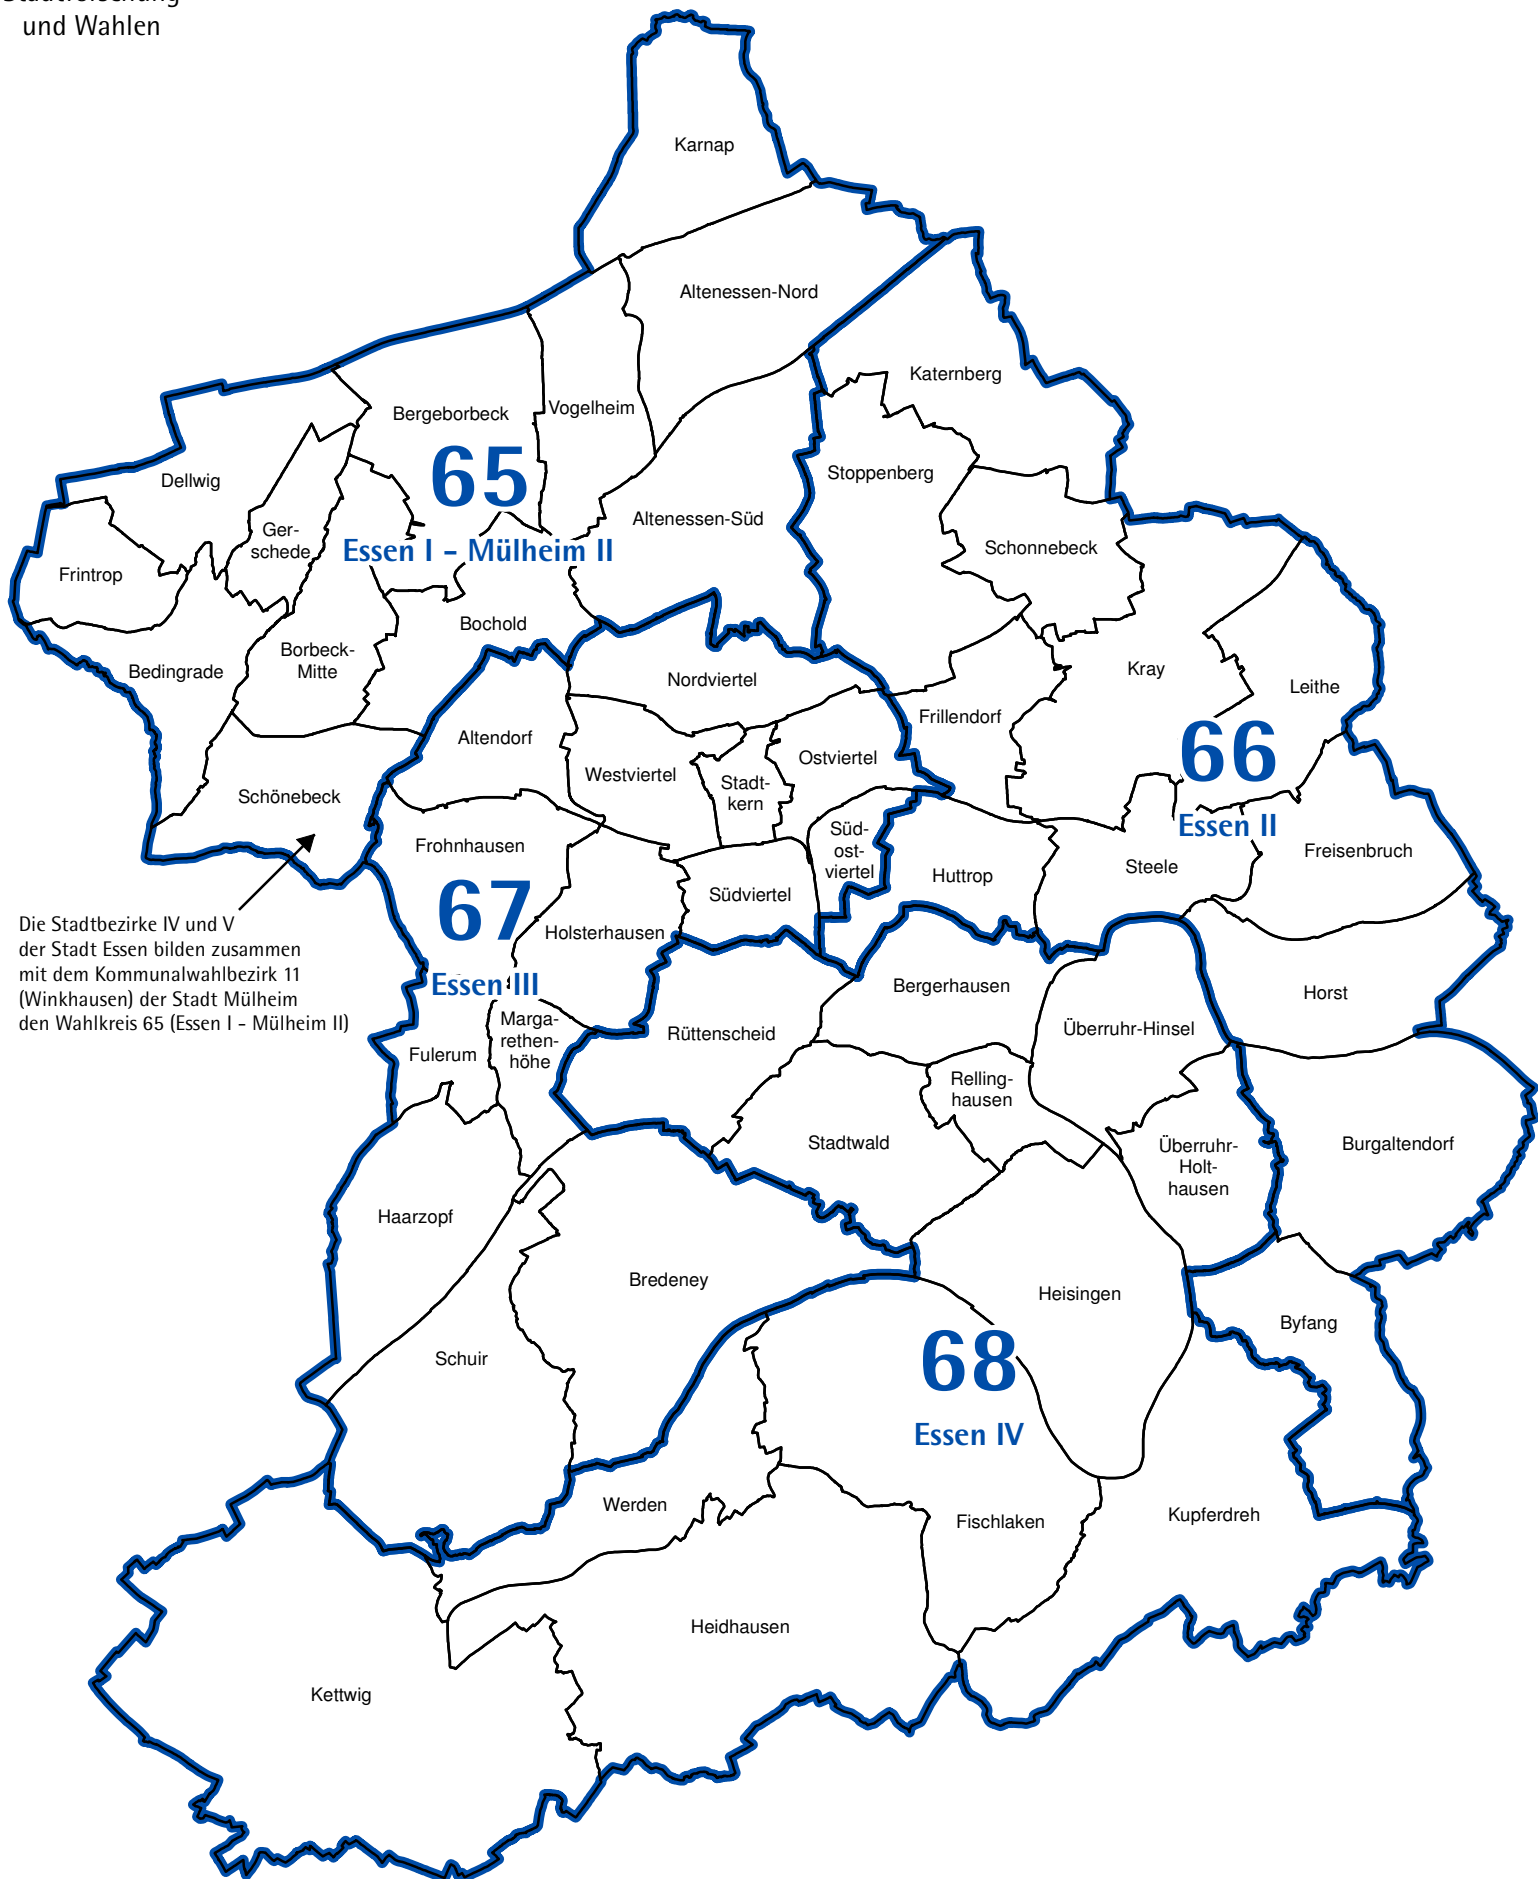 und Wahlen
Karnap
Altenessen-Nord
Katernberg
Bergeborbeck
Vogelheim
65
Essen I - Mülheim II
Dellwig
Stoppenberg
Altenessen-Süd
Ger-
schede
Schonnebeck
Frintrop
Bochold
Borbeck-
Mitte
Bedingrade
Nordviertel
Kray
Leithe
Frillendorf
Altendorf
Westviertel
Stadt-
kern
Ostviertel
66
Essen II
Schönebeck
Frohnhausen
Süd-
ost-
viertel
Huttrop
Steele
Freisenbruch
Südviertel
67
Essen III
Holsterhausen
Die Stadtbezirke IV und V
der Stadt Essen bilden zusammen
mit dem Kommunalwahlbezirk 11
(Winkhausen) der Stadt Mülheim
den Wahlkreis 65 (Essen I - Mülheim II)
Bergerhausen
Horst
Überruhr-Hinsel
Rüttenscheid
Marga-
rethen-
höhe
Fulerum
Relling-
hausen
Stadtwald
Überruhr-
Holt-
hausen
Burgaltendorf
Haarzopf
Bredeney
Heisingen
Byfang
Schuir
68
Essen IV
Werden
Fischlaken
Kupferdreh
Heidhausen
Kettwig